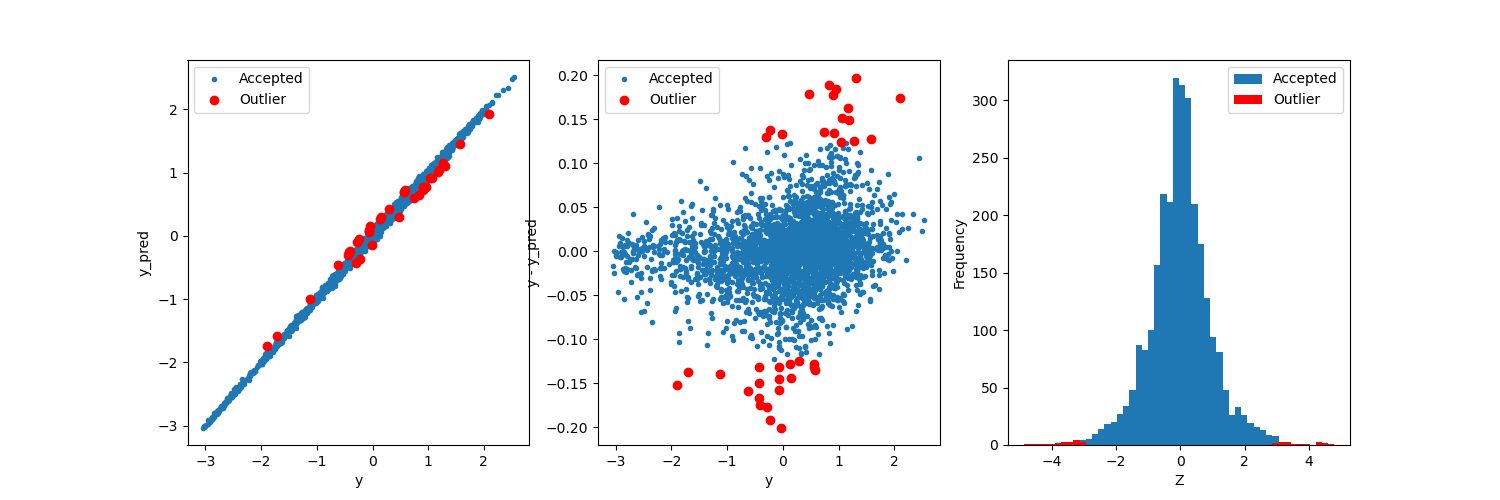 Accepted
Outlier
y_pred
2
1
0
−1
−2
−3
−3 −2 −1 0 1 2
y
Accepted
Outlier
y - y_pred
0.20
0.15
0.10
0.05
0.00
−0.05
−0.10
−0.15
−0.20
−3 −2 −1 0 1 2
y
Accepted
Outlier
Frequency
300
250
200
150
100
50
0
−4 −2 0 2 4
Z